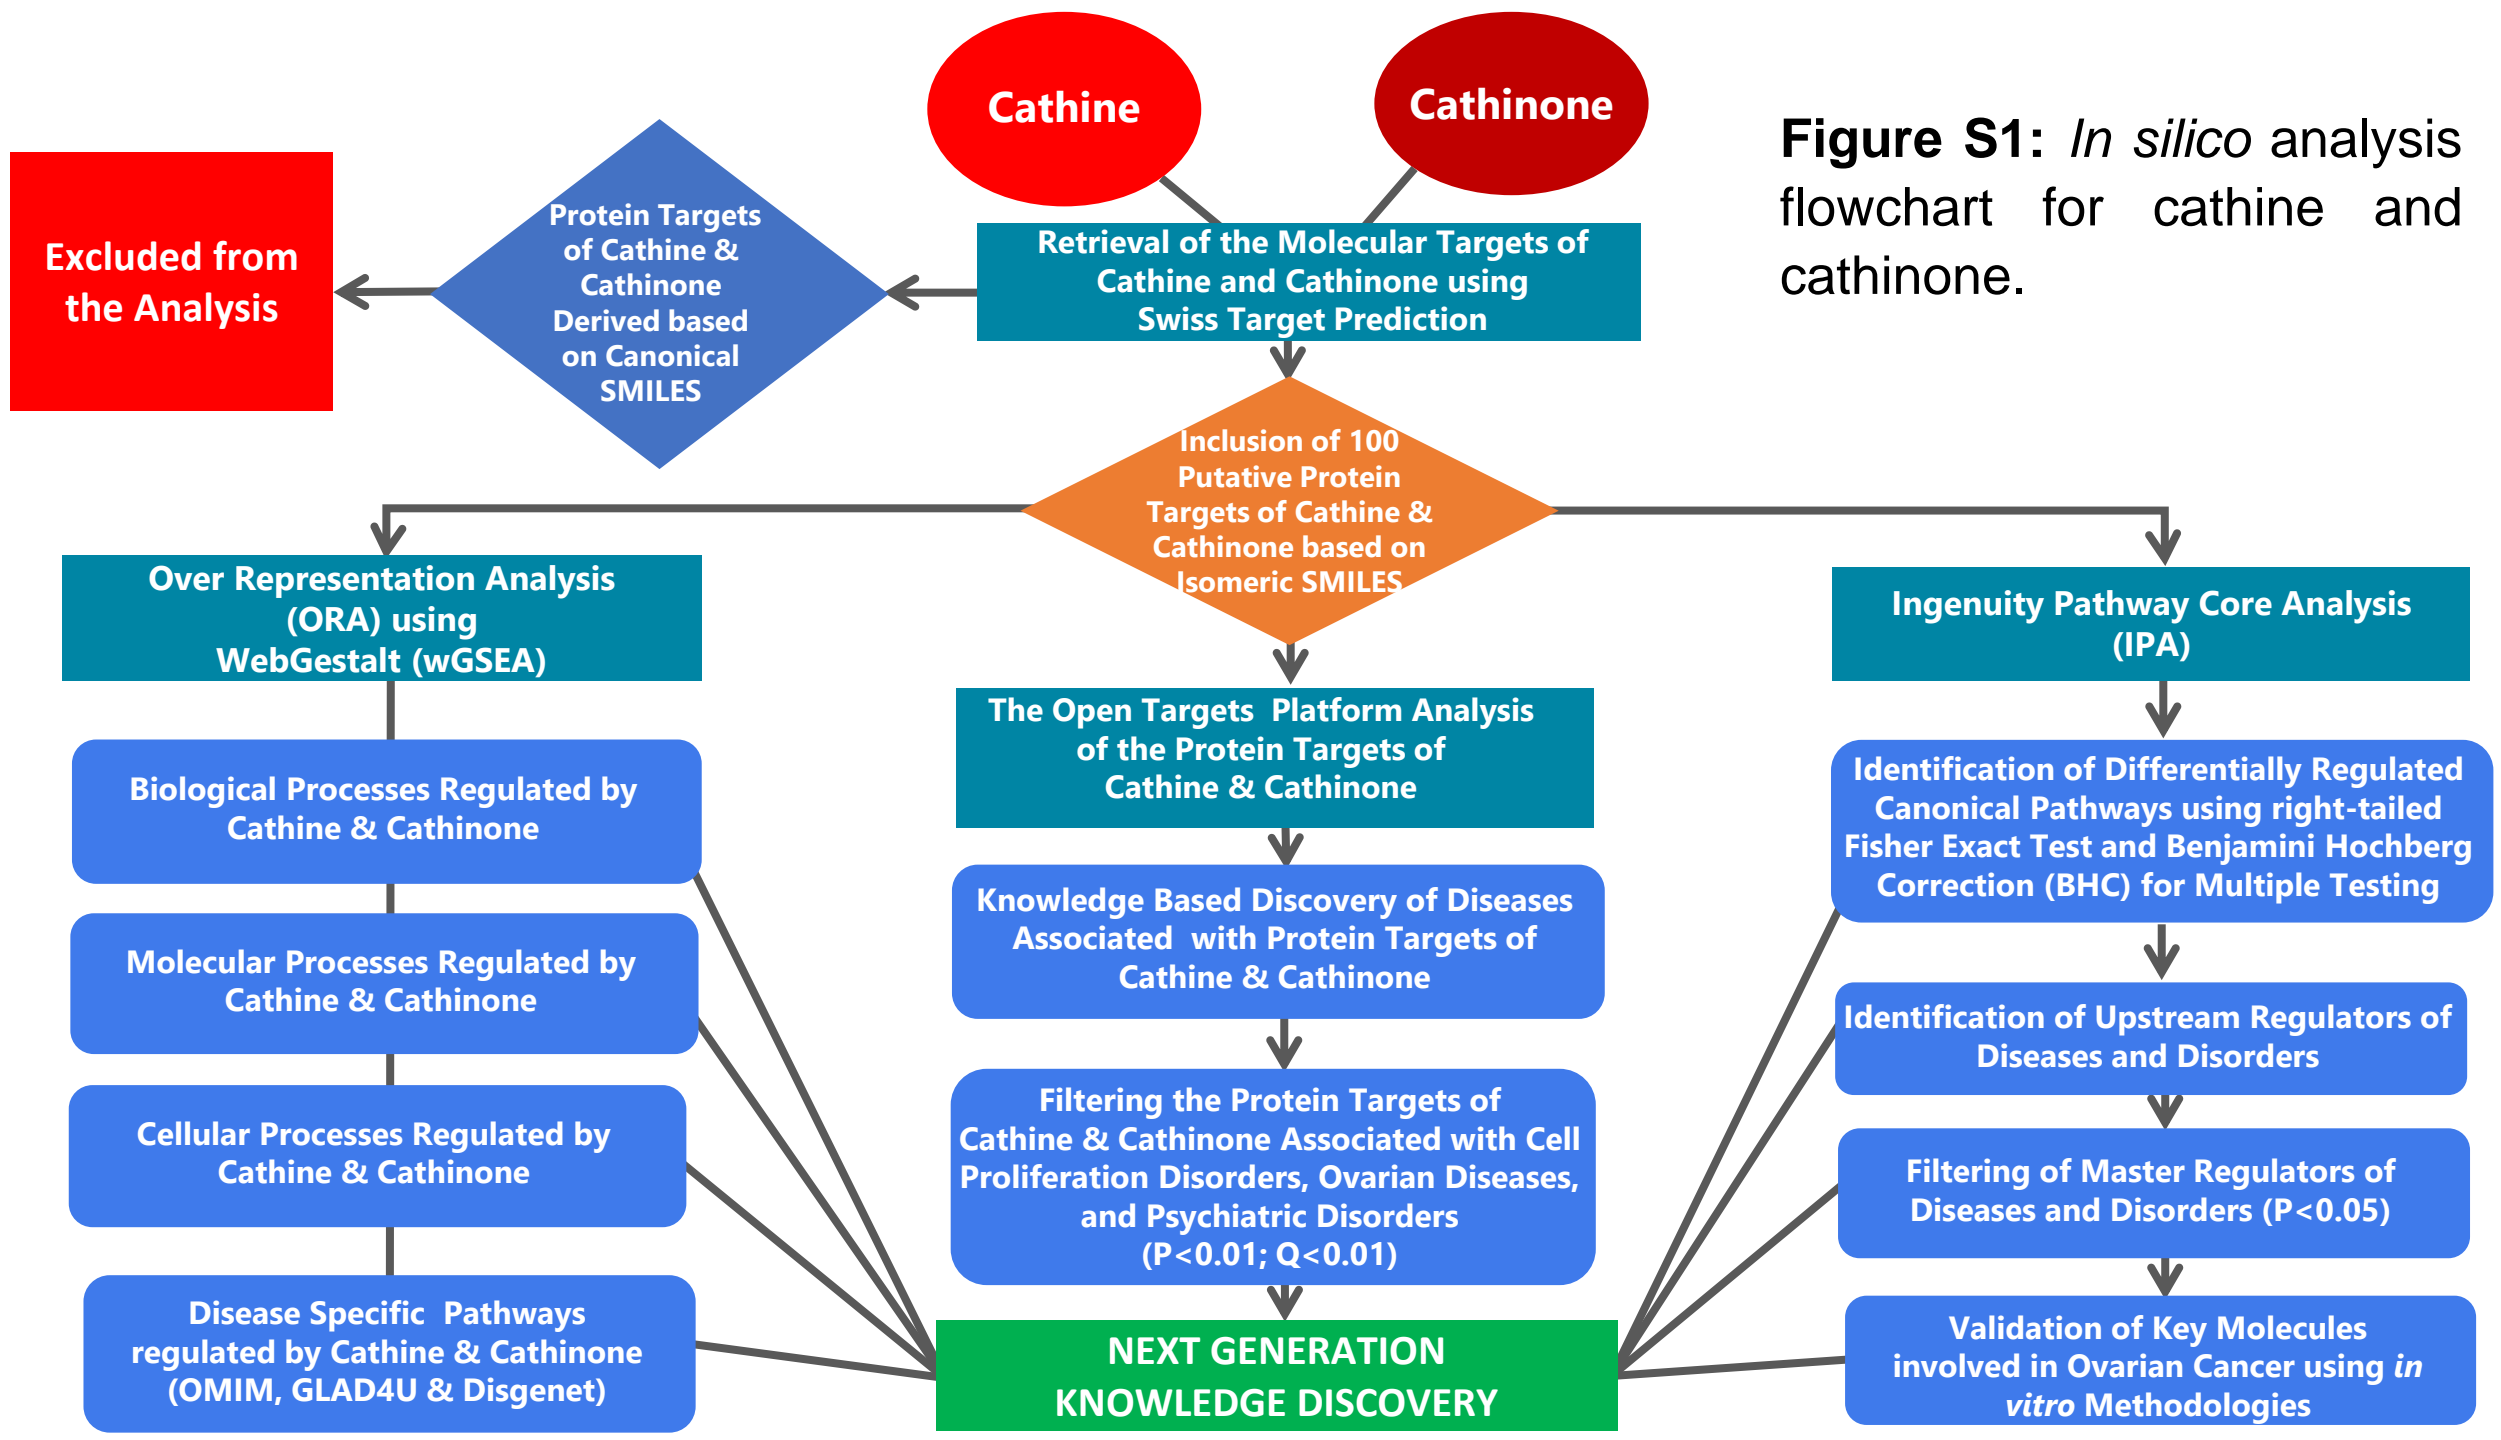 Cathine
Cathinone
Figure S1: In silico analysis
flowchart for cathine and
cathinone.
Excluded from
the Analysis
Protein Targets
of Cathine &
Cathinone
Derived based
on Canonical
SMILES
Retrieval of the Molecular Targets of
Cathine and Cathinone using
Swiss Target Prediction
Inclusion of 100
Putative Protein
Targets of Cathine &
Cathinone based on
Isomeric SMILES
Over Representation Analysis
(ORA) using
WebGestalt (wGSEA)
Biological Processes Regulated by
Cathine & Cathinone
Molecular Processes Regulated by
Cathine & Cathinone
Cellular Processes Regulated by
Cathine & Cathinone
Disease Specific  Pathways
regulated by Cathine & Cathinone
(OMIM, GLAD4U & Disgenet)
The Open Targets  Platform Analysis
of the Protein Targets of
Cathine & Cathinone
Knowledge Based Discovery of Diseases
Associated  with Protein Targets of
Cathine & Cathinone
Filtering the Protein Targets of
Cathine & Cathinone Associated with Cell
Proliferation Disorders, Ovarian Diseases,
and Psychiatric Disorders
(P<0.01; Q<0.01)
NEXT GENERATION
KNOWLEDGE DISCOVERY
Ingenuity Pathway Core Analysis
(IPA)
Identification of Differentially Regulated
Canonical Pathways using right-tailed
Fisher Exact Test and Benjamini Hochberg
Correction (BHC) for Multiple Testing
Identification of Upstream Regulators of
Diseases and Disorders
Filtering of Master Regulators of
Diseases and Disorders (P<0.05)
Validation of Key Molecules
involved in Ovarian Cancer using in
vitro Methodologies